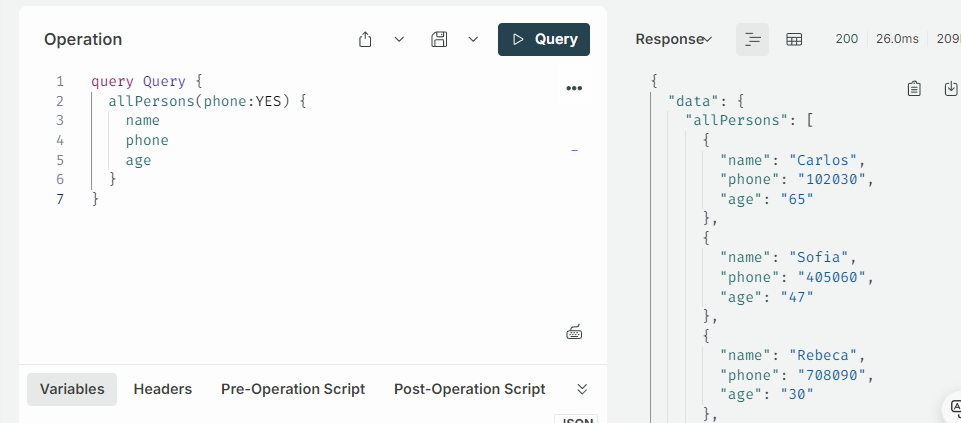 Operation
Query
1 query Query {
2 allPersons(phone:YES) {
3 name
4 phone
5 age
6 }
7 }
Variables Headers Pre-Operation Script Post-Operation Script
JSON
Response 200 26.0ms 209
{
"data": {
"allPersons": [
{
"name": "Carlos",
"phone": "102030",
"age": "65"
},
{
"name": "Sofia",
"phone": "405060",
"age": "47"
},
{
"name": "Rebeca",
"phone": "708090",
"age": "30"
},